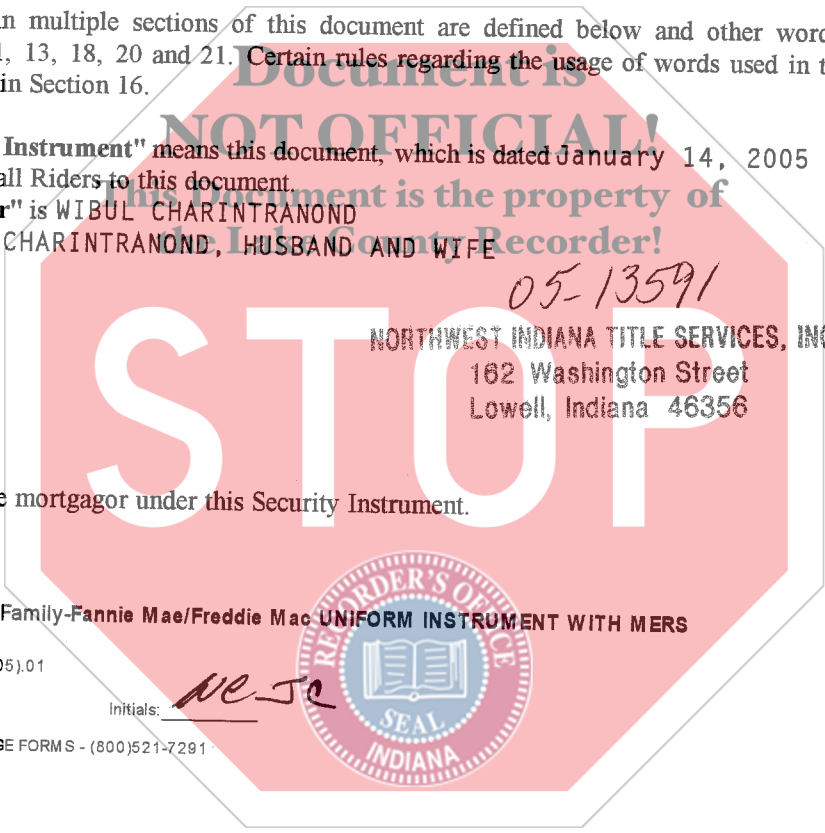 n multiple sections of this document are defined below and other word
l, 13, 18, 20 and 21. Certain rules regarding the usage of words used in t
in Section 16.
Document is
NOT OFFICIAL!
This Document is the property of
the Lake County Recorder!
Instrument" means this document, which is dated January 14, 2005
all Riders to this document.
r" is WIBUL CHARINTRANOND
CHARINTRANOND, HUSBAND AND WIFE
05-13591
NORTHWEST INDIANA TITLE SERVICES, INC
162 Washington Street
Lowell, Indiana 46356
STOP
e mortgagor under this Security Instrument.
Family-Fannie Mae/Freddie Mac UNIFORM INSTRUMENT WITH MERS
05).01
Initials: 
GE FORMS - (800)521-7291
RECORDER'S OFFICE
SEAL
INDIANA